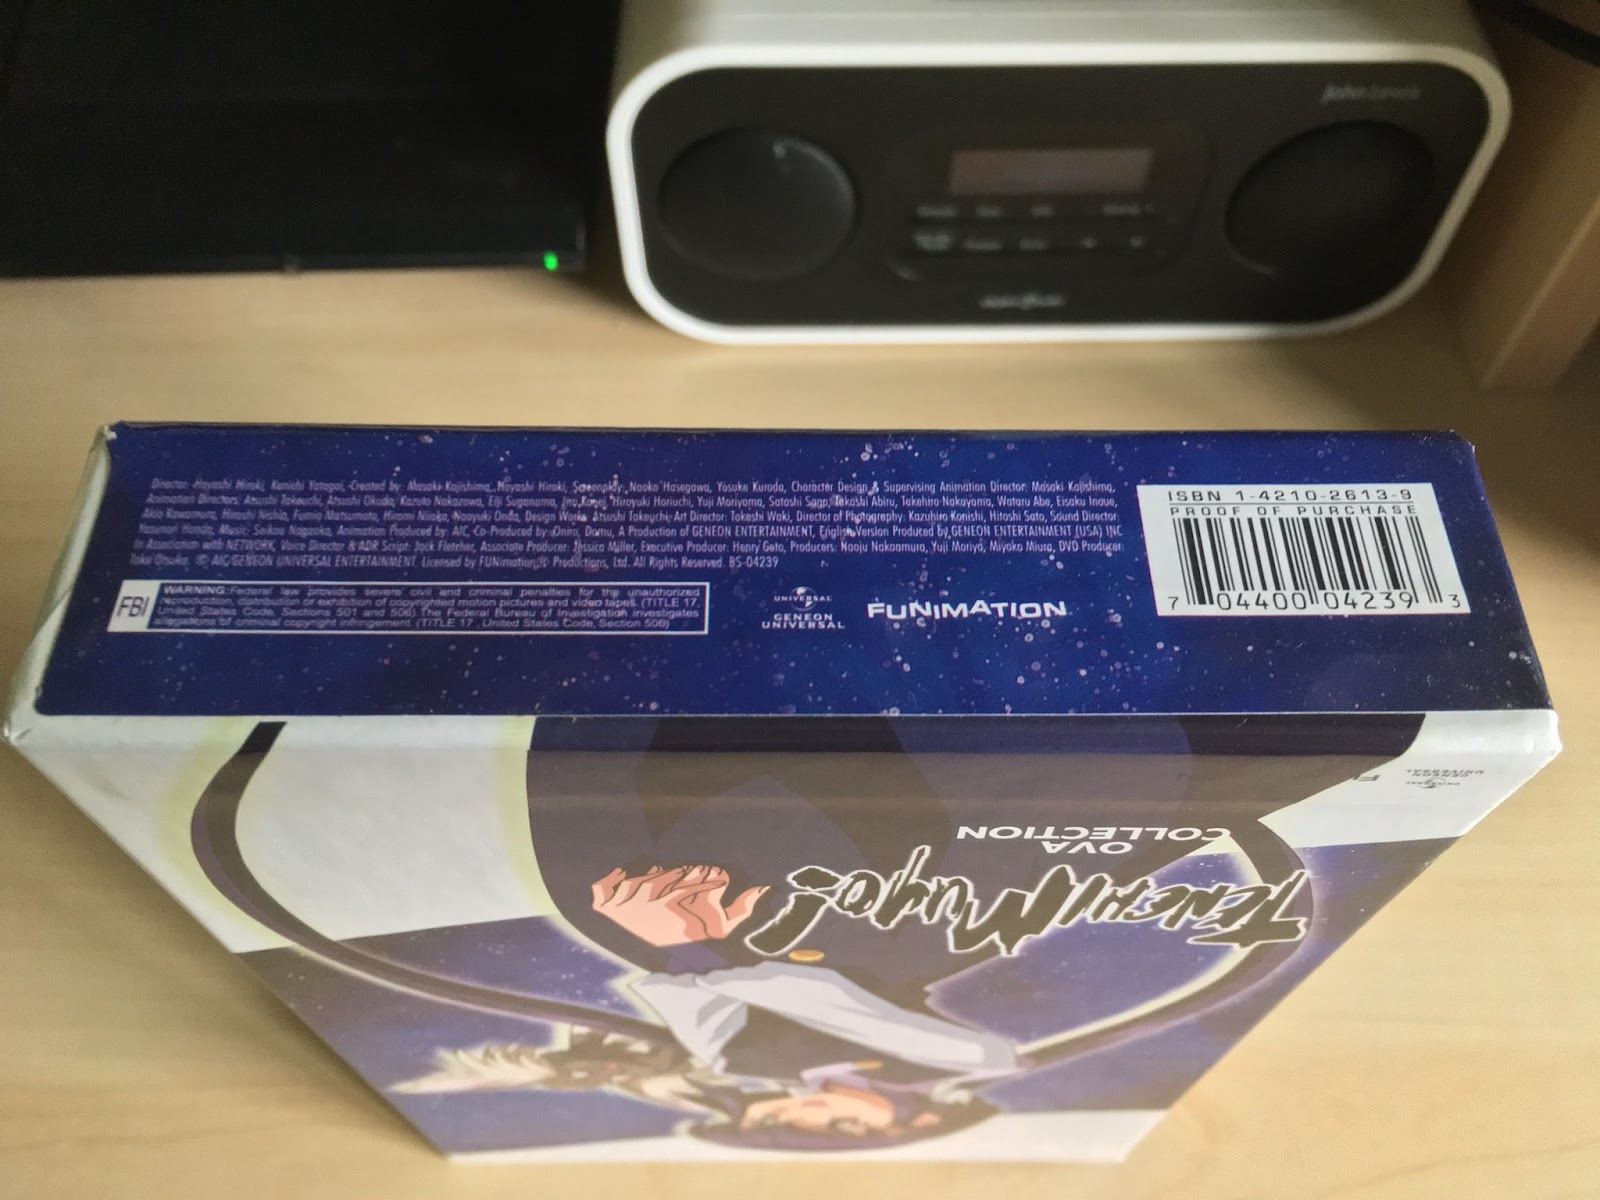 John Lewis
Director: Hayashi Hiroki, Kenichi Yatagai, Created by: Masaki Kajishima, Hayashi Hiroki, Screenplay: Naoko Hasegawa, Yosuke Kuroda, Character Design & Supervising Animation Director: Masaki Kajishima,
Animation Directors: Atsushi Takeuchi, Atsushi Okuda, Kazuto Nakazawa, Eiji Suganuma, Hiroyuki Horiuchi, Yuji Moriyama, Satoshi Saga, Takashi Abiru, Takehiro Nakayama, Wataru Abe, Eisaku Inoue,
Akio Kawamura, Hiroshi Nishia, Fumio Matsumoto, Hiromi Niioka, Naoyuki Onda, Design Works: Atsushi Takeuchi, Art Director: Takeshi Waki, Director of Photography: Kazuhiro Konishi, Hitoshi Sato, Sound Director:
Yasunori Honda, Music: Seikou Nagaoka, Animation Produced by: AIC, Co-Produced by: Oniro, Domu, A Production of GENEON ENTERTAINMENT, English Version Produced by GENEON ENTERTAINMENT (USA) INC
in Association with NETWORK, Voice Director & ADR Script: Jack Fletcher, Associate Producer: Jessica Miller, Executive Producer: Henry Goto, Producers: Naoju Nakamura, Yuji Moriya, Miyoko Miura, DVD Producer:
Taka Otsuka. © AIC/GENEON UNIVERSAL ENTERTAINMENT. Licensed by FUNimation® Productions, Ltd. All Rights Reserved. BS-04239
FBI
WARNING: Federal law provides severe civil and criminal penalties for the unauthorized
reproduction, distribution or exhibition of copyrighted motion pictures and video tapes. (TITLE 17,
United States Code, Sections 501 and 506). The Federal Bureau of Investigation investigates
allegations of criminal copyright infringement (TITLE 17, United States Code, Section 506)
UNIVERSAL
GENEON
UNIVERSAL
FUNIMATION
ISBN 1-4210-2613-9
PROOF OF PURCHASE
7 04400 04239 3
UNIVERSAL
GENEON
UNIVERSAL
TENCHI MUYO!
OVA
COLLECTION